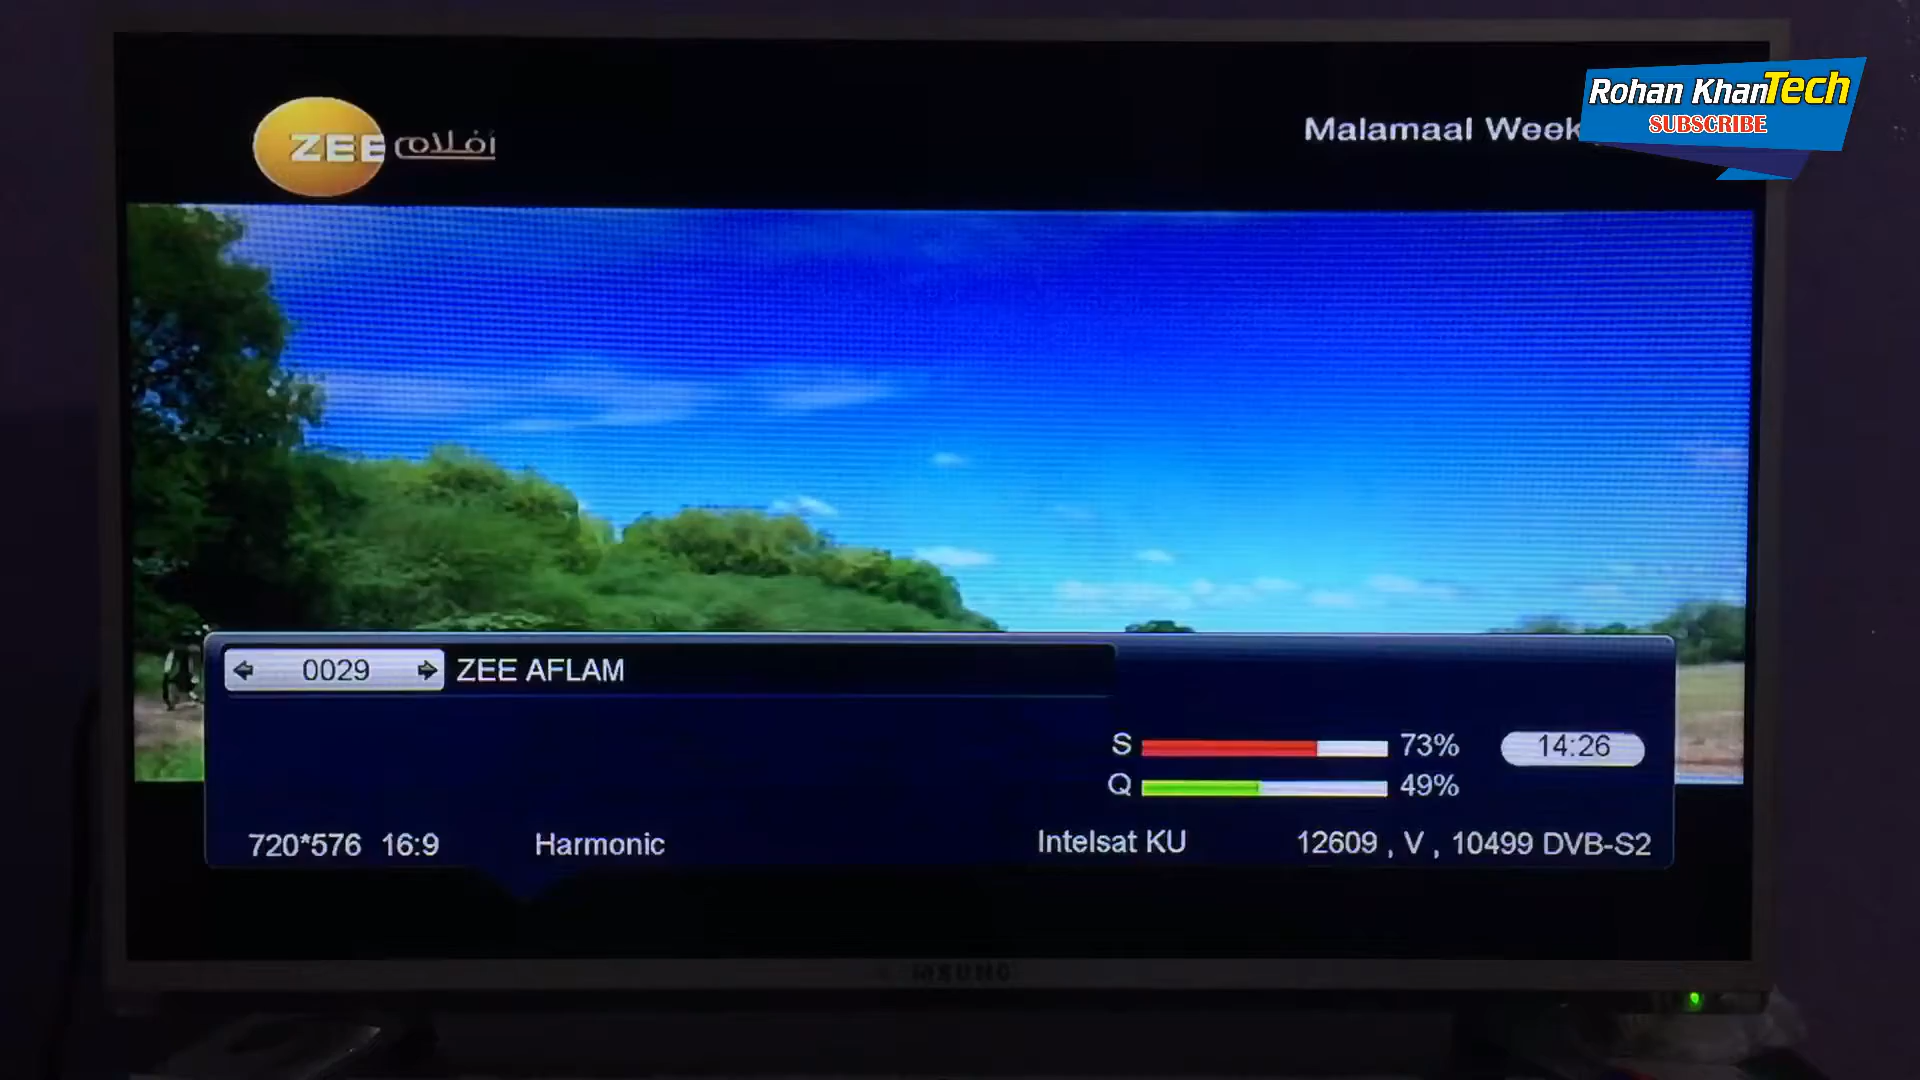 ZEE أفلام
Malamaal Week
Rohan KhanTech
SUBSCRIBE
0029 ZEE AFLAM
S 73% 14:26
Q 49%
720*576 16:9 Harmonic Intelsat KU 12609 , V , 10499 DVB-S2